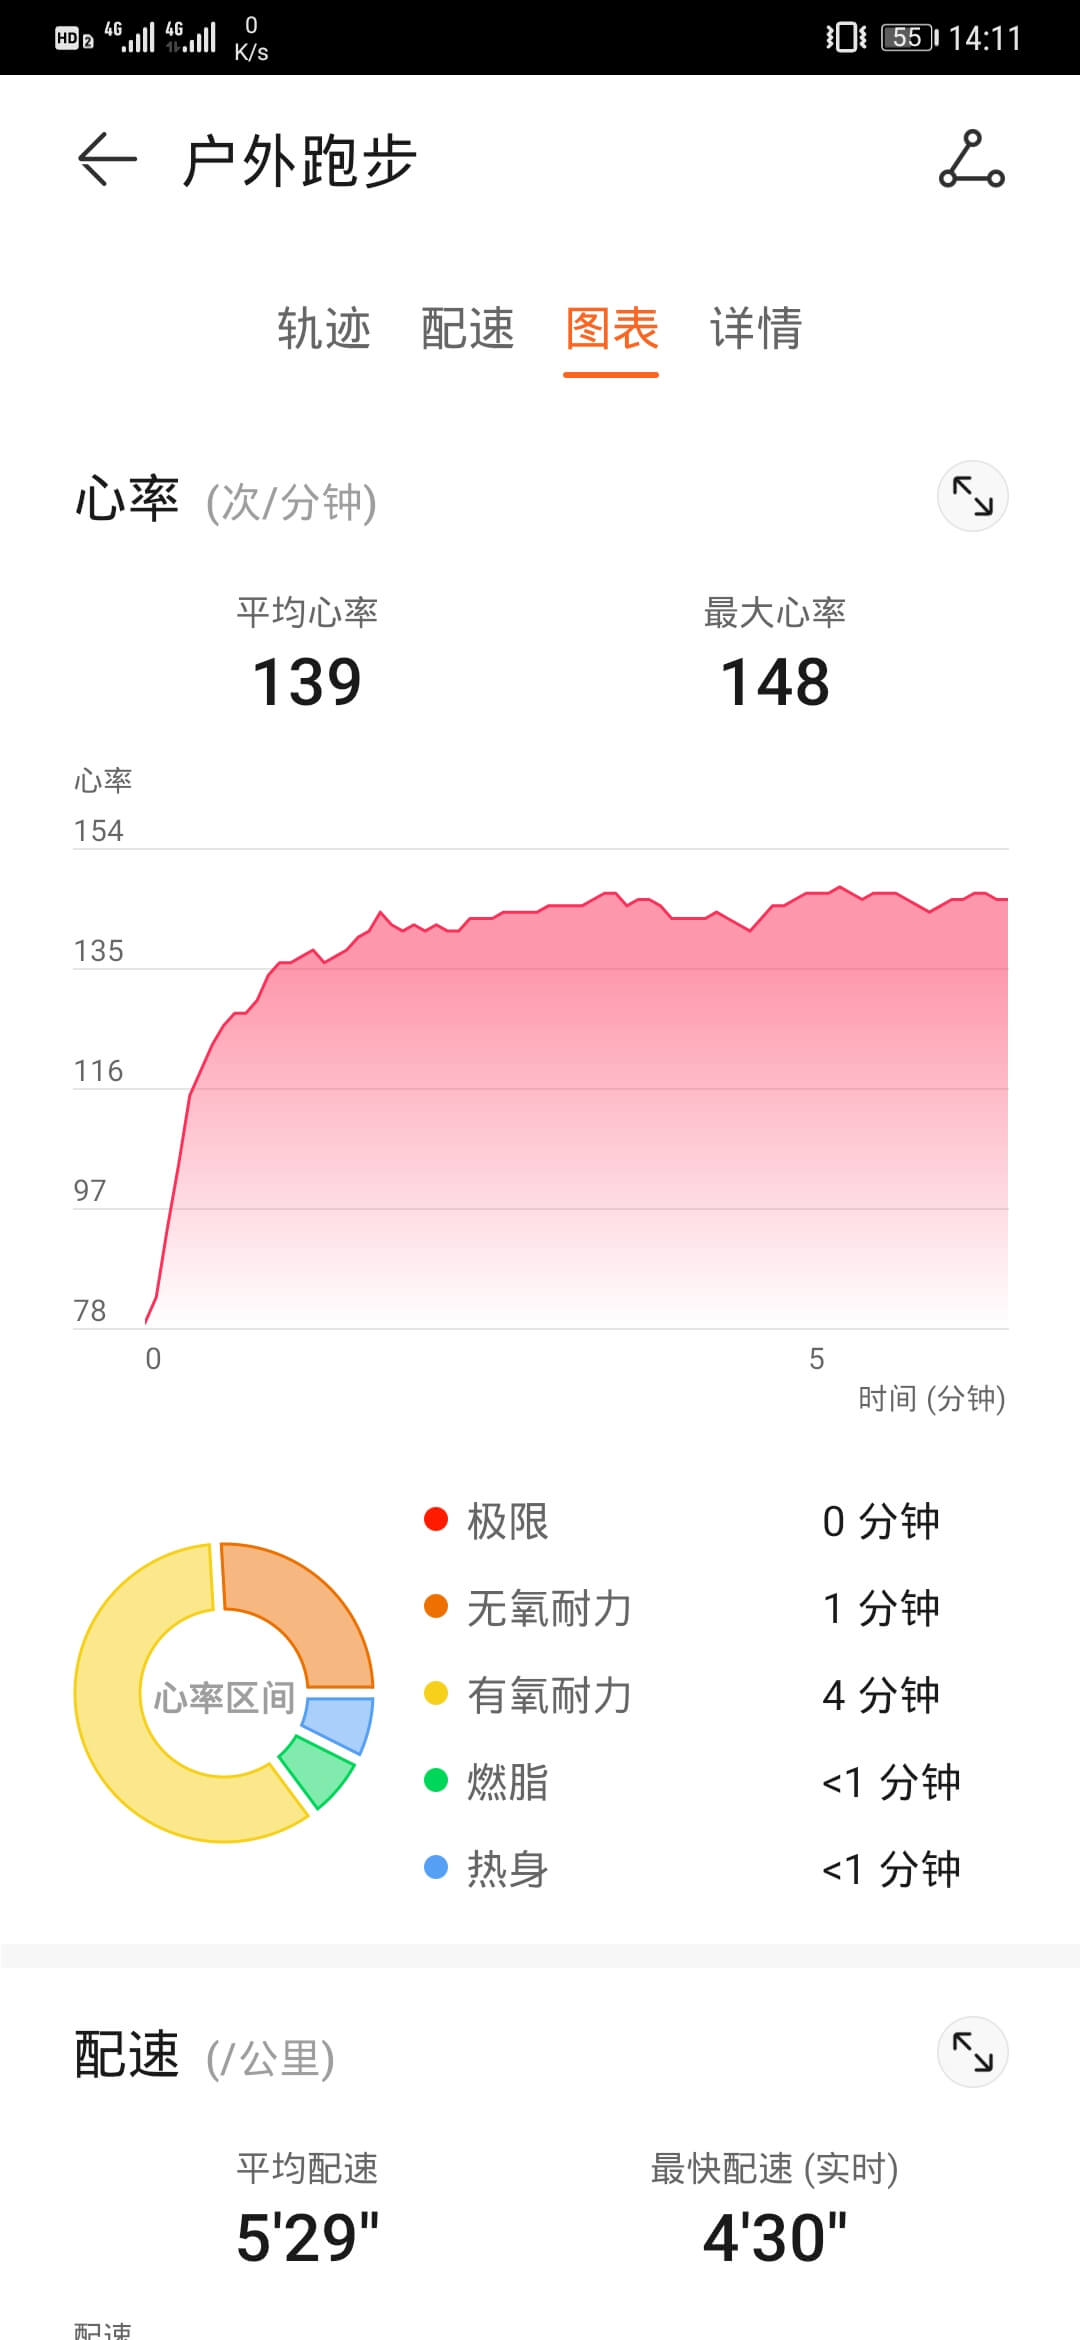 HD 2 4G 4G 0 K/s 55 14:11
户外跑步
轨迹 配速 图表 详情
心率 (次/分钟)
平均心率 最大心率
139 148
心率
154
135
116
97
78
0 5
时间 (分钟)
心率区间
极限 0 分钟
无氧耐力 1 分钟
有氧耐力 4 分钟
燃脂 <1 分钟
热身 <1 分钟
配速 (/公里)
平均配速 最快配速 (实时)
5'29" 4'30"
配速